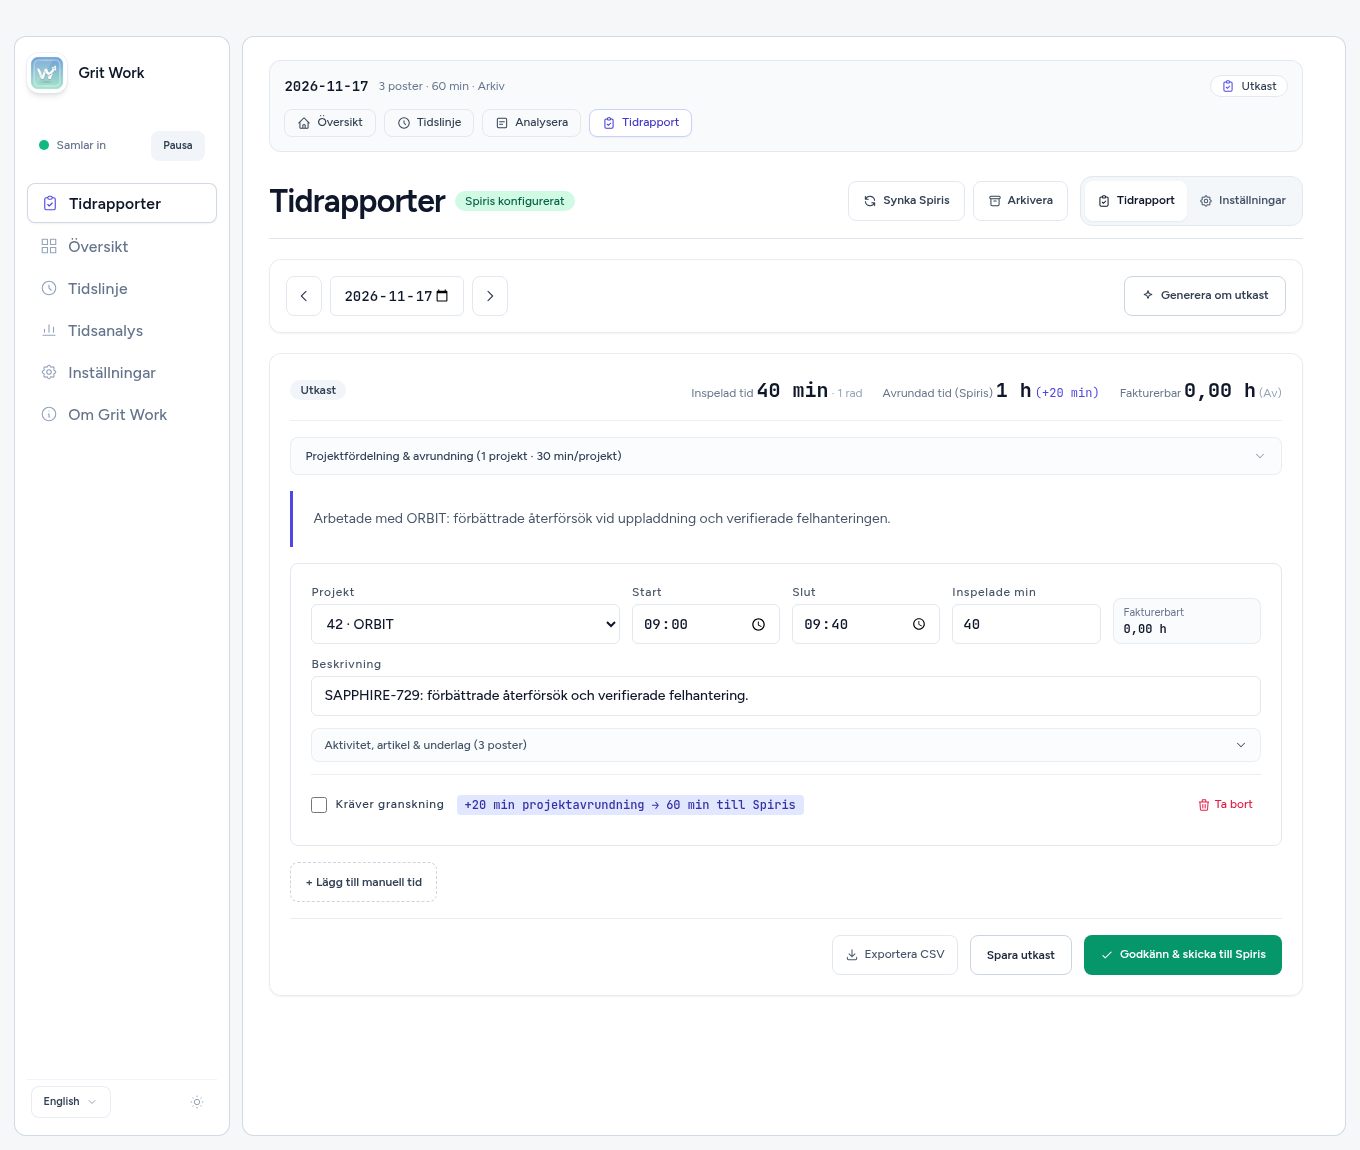 Grit Work
Samlar in
Pausa
Tidrapporter
Översikt
Tidslinje
Tidsanalys
Inställningar
Om Grit Work
English
2026-11-17 3 poster · 60 min · Arkiv
Utkast
Översikt
Tidslinje
Analysera
Tidrapport
Tidrapporter
Spiris konfigurerat
Synka Spiris
Arkivera
Tidrapport
Inställningar
2026-11-17
Generera om utkast
Utkast
Inspelad tid 40 min · 1 rad
Avrundad tid (Spiris) 1 h (+20 min)
Fakturerbar 0,00 h (Av)
Projektfördelning & avrundning (1 projekt · 30 min/projekt)
Arbetade med ORBIT: förbättrade återförsök vid uppladdning och verifierade felhanteringen.
Projekt
42 · ORBIT
Start
09:00
Slut
09:40
Inspelade min
40
Fakturerbart
0,00 h
Beskrivning
SAPPHIRE-729: förbättrade återförsök och verifierade felhantering.
Aktivitet, artikel & underlag (3 poster)
Kräver granskning
+20 min projektavrundning → 60 min till Spiris
Ta bort
+ Lägg till manuell tid
Exportera CSV
Spara utkast
Godkänn & skicka till Spiris